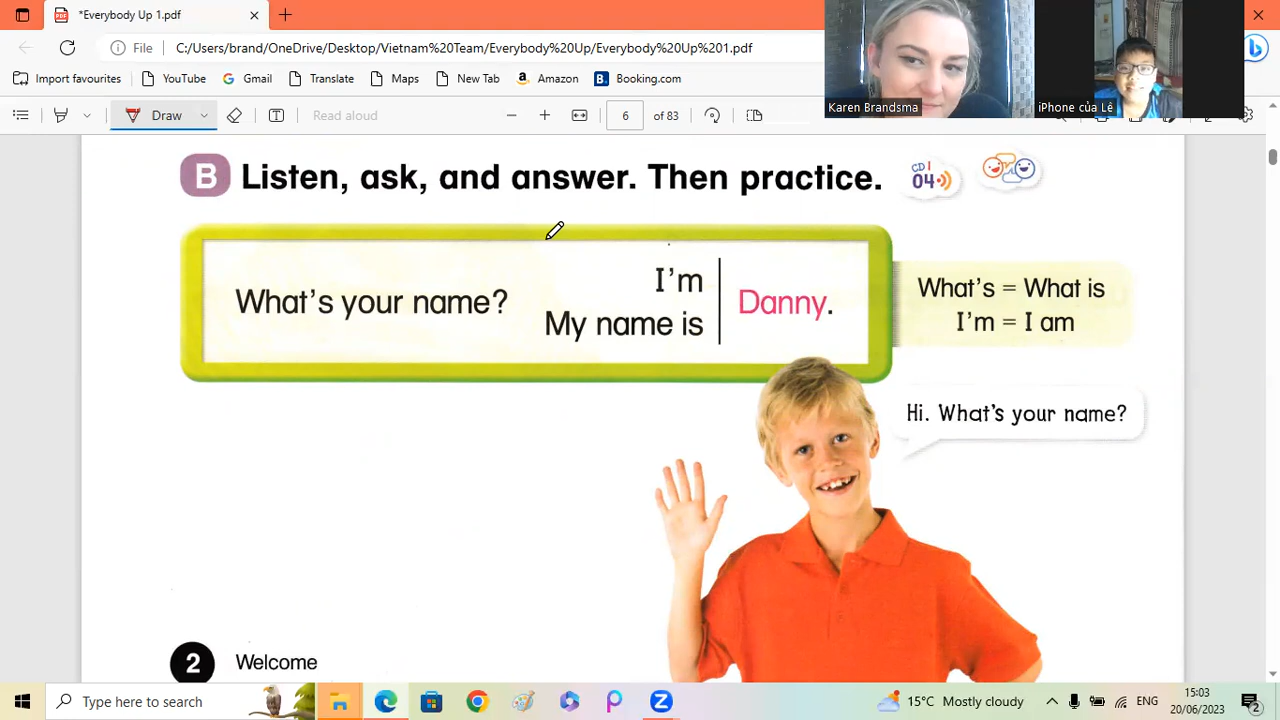 *Everybody Up 1.pdf
File
C:/Users/brand/OneDrive/Desktop/Vietnam%20Team/Everybody%20Up/Everybody%20Up%201.pdf
Import favourites
YouTube
Gmail
Translate
Maps
New Tab
Amazon
Booking.com
Karen Brandsma
iPhone của Lê
Draw
Read aloud
6 of 83
B Listen, ask, and answer. Then practice.
CD 1
04
What's your name?
I'm
My name is
Danny.
What's = What is
I'm = I am
Hi. What's your name?
2 Welcome
Type here to search
15°C Mostly cloudy
ENG
15:03
20/06/2023
2